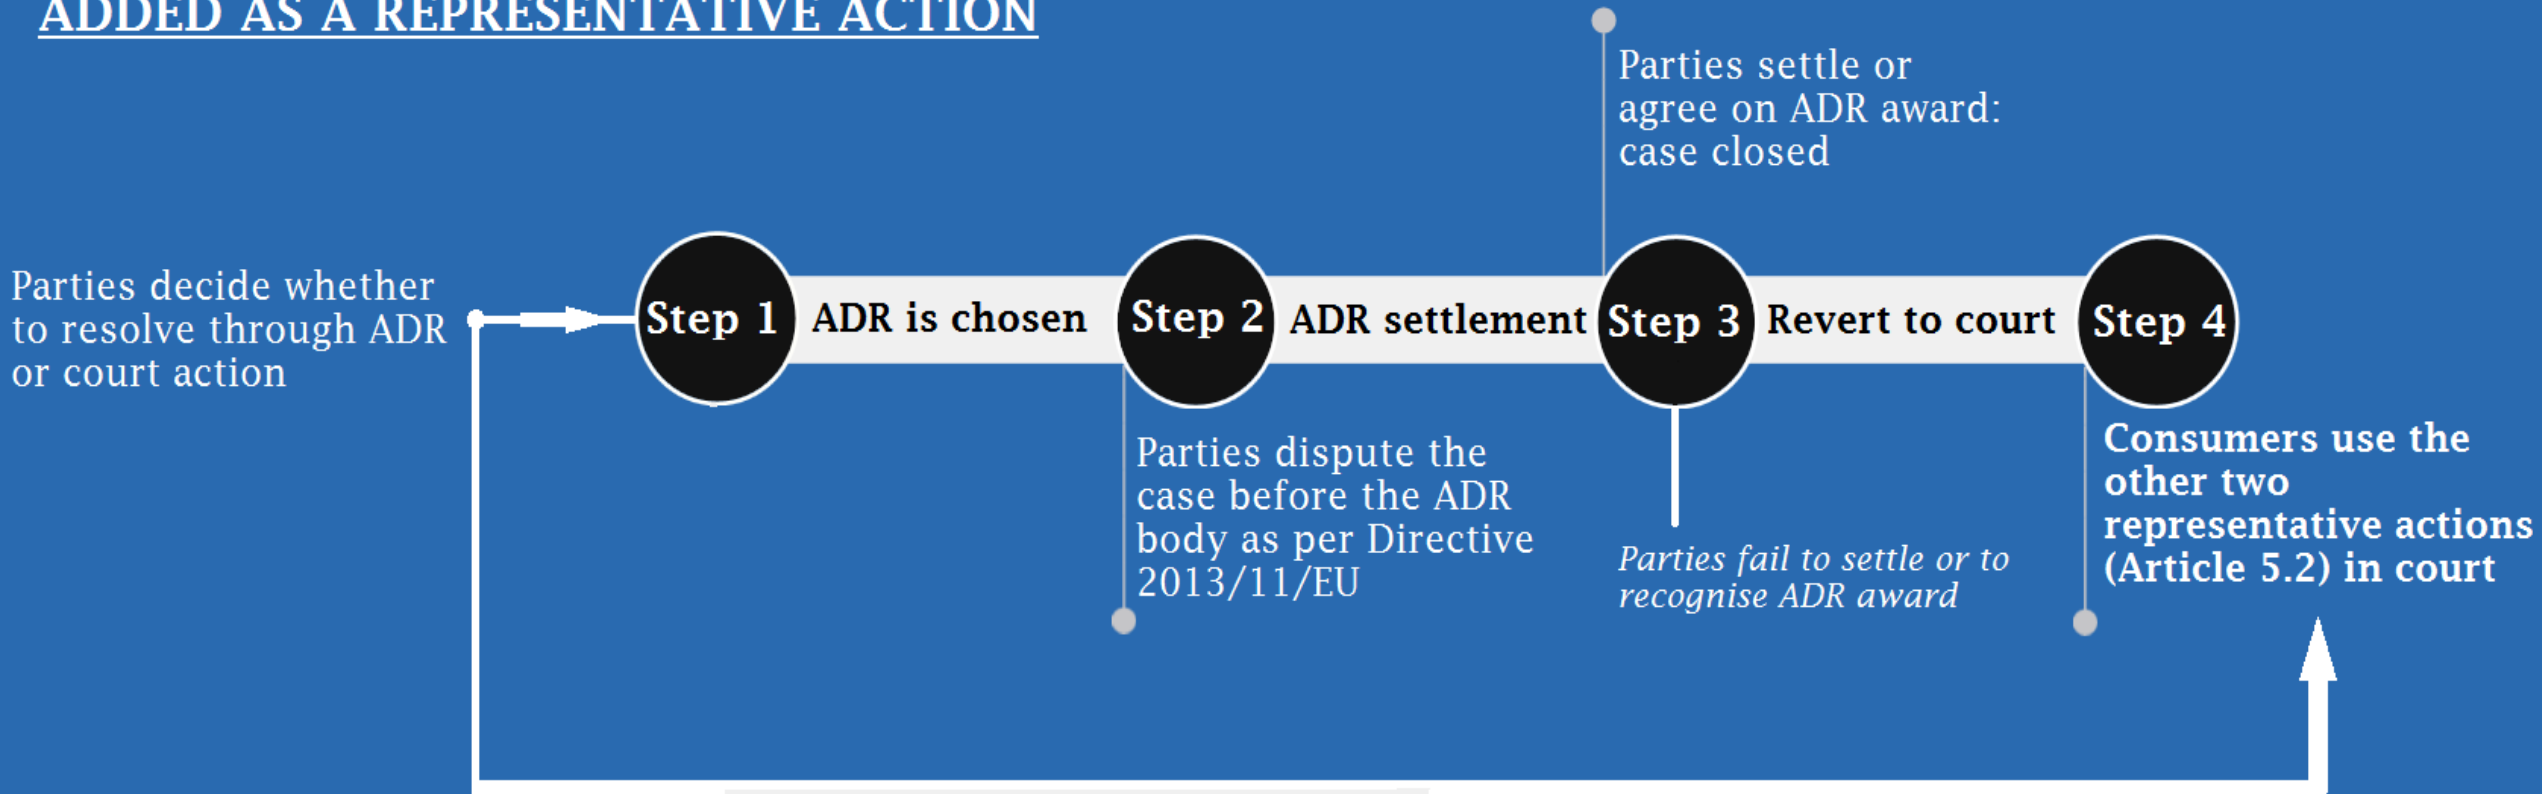 ADDED AS A REPRESENTATIVE ACTION
Parties settle or
agree on ADR award:
case closed
Parties decide whether
to resolve through ADR
or court action
Step 1
ADR is chosen
Step 2
ADR settlement
Step 3
Revert to court
Step 4
Parties dispute the
case before the ADR
body as per Directive
2013/11/EU
Parties fail to settle or to
recognise ADR award
Consumers use the
other two
representative actions
(Article 5.2) in court